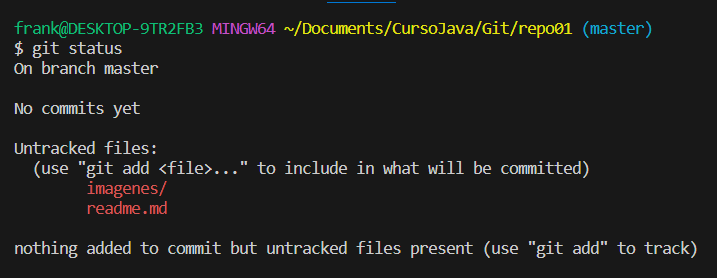 frank@DESKTOP-9TR2FB3 MINGW64 ~/Documents/CursoJava/Git/repo01 (master)
$ git status
On branch master
No commits yet
Untracked files:
(use "git add <file>..." to include in what will be committed)
imagenes/
readme.md
nothing added to commit but untracked files present (use "git add" to track)